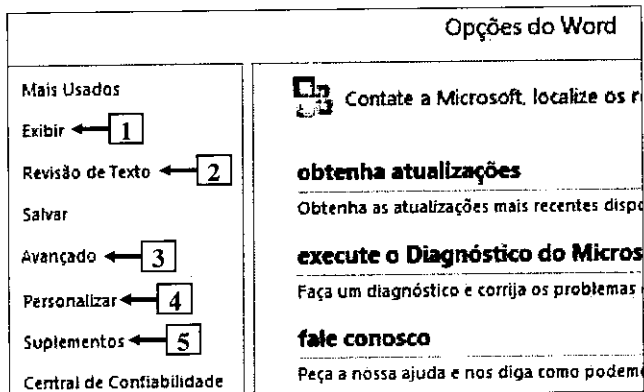 Opções do Word
Mais Usados
Exibir 1
Revisão de Texto 2
Salvar
Avançado 3
Personalizar 4
Suplementos 5
Central de Confiabilidade
Contate a Microsoft, localize os r
obtenha atualizações
Obtenha as atualizações mais recentes dispo
execute o Diagnóstico do Micros
Faça um diagnóstico e corrija os problemas
fale conosco
Peça a nossa ajuda e nos diga como podem